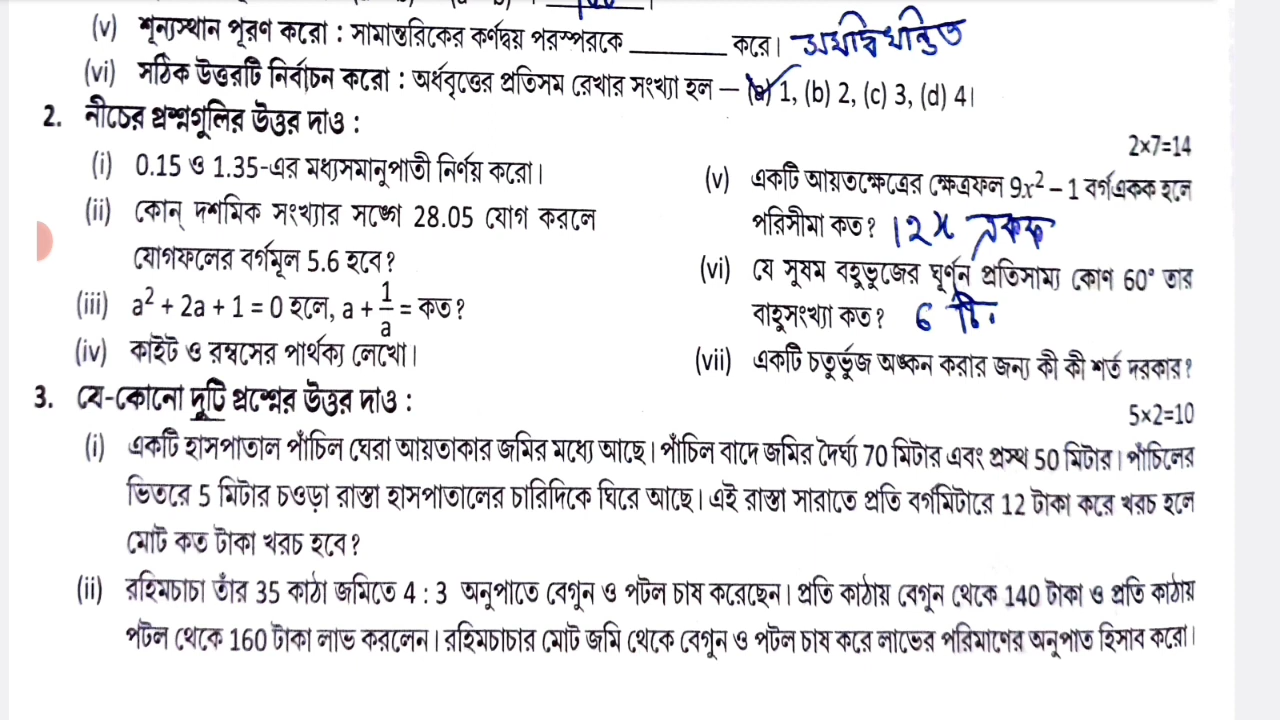 (v) শূন্যস্থান পূরণ করো : সামান্তরিকের কর্ণদ্বয় পরস্পরকে ________ করে। সমদ্বিখণ্ডিত
(vi) সঠিক উত্তরটি নির্বাচন করো : অর্ধবৃত্তের প্রতিসম রেখার সংখ্যা হল – (a) 1, (b) 2, (c) 3, (d) 4।
2. নীচের প্রশ্নগুলির উত্তর দাও :
2×7=14
(i) 0.15 ও 1.35-এর মধ্যসমানুপাতী নির্ণয় করো।
(ii) কোন্ দশমিক সংখ্যার সঙ্গে 28.05 যোগ করলে
যোগফলের বর্গমূল 5.6 হবে?
(iii) a² + 2a + 1 = 0 হলে, a + 1/a = কত?
(iv) কাইট ও রম্বসের পার্থক্য লেখো।
(v) একটি আয়তক্ষেত্রের ক্ষেত্রফল 9x² – 1 বর্গএকক হলে
পরিসীমা কত? 12x একক
(vi) যে সুষম বহুভুজের ঘূর্ণন প্রতিসাম্য কোণ 60° তার
বাহুসংখ্যা কত? 6 টি।
(vii) একটি চতুর্ভুজ অঙ্কন করার জন্য কী কী শর্ত দরকার?
3. যে-কোনো দুটি প্রশ্নের উত্তর দাও :
5×2=10
(i) একটি হাসপাতাল পাঁচিল ঘেরা আয়তাকার জমির মধ্যে আছে। পাঁচিল বাদে জমির দৈর্ঘ্য 70 মিটার এবং প্রস্থ 50 মিটার। পাঁচিলের
ভিতরে 5 মিটার চওড়া রাস্তা হাসপাতালের চারিদিকে ঘিরে আছে। এই রাস্তা সারাতে প্রতি বর্গমিটারে 12 টাকা করে খরচ হলে
মোট কত টাকা খরচ হবে?
(ii) রহিমচাচা তাঁর 35 কাঠা জমিতে 4 : 3 অনুপাতে বেগুন ও পটল চাষ করেছেন। প্রতি কাঠায় বেগুন থেকে 140 টাকা ও প্রতি কাঠায়
পটল থেকে 160 টাকা লাভ করলেন। রহিমচাচার মোট জমি থেকে বেগুন ও পটল চাষ করে লাভের পরিমাণের অনুপাত হিসাব করো।